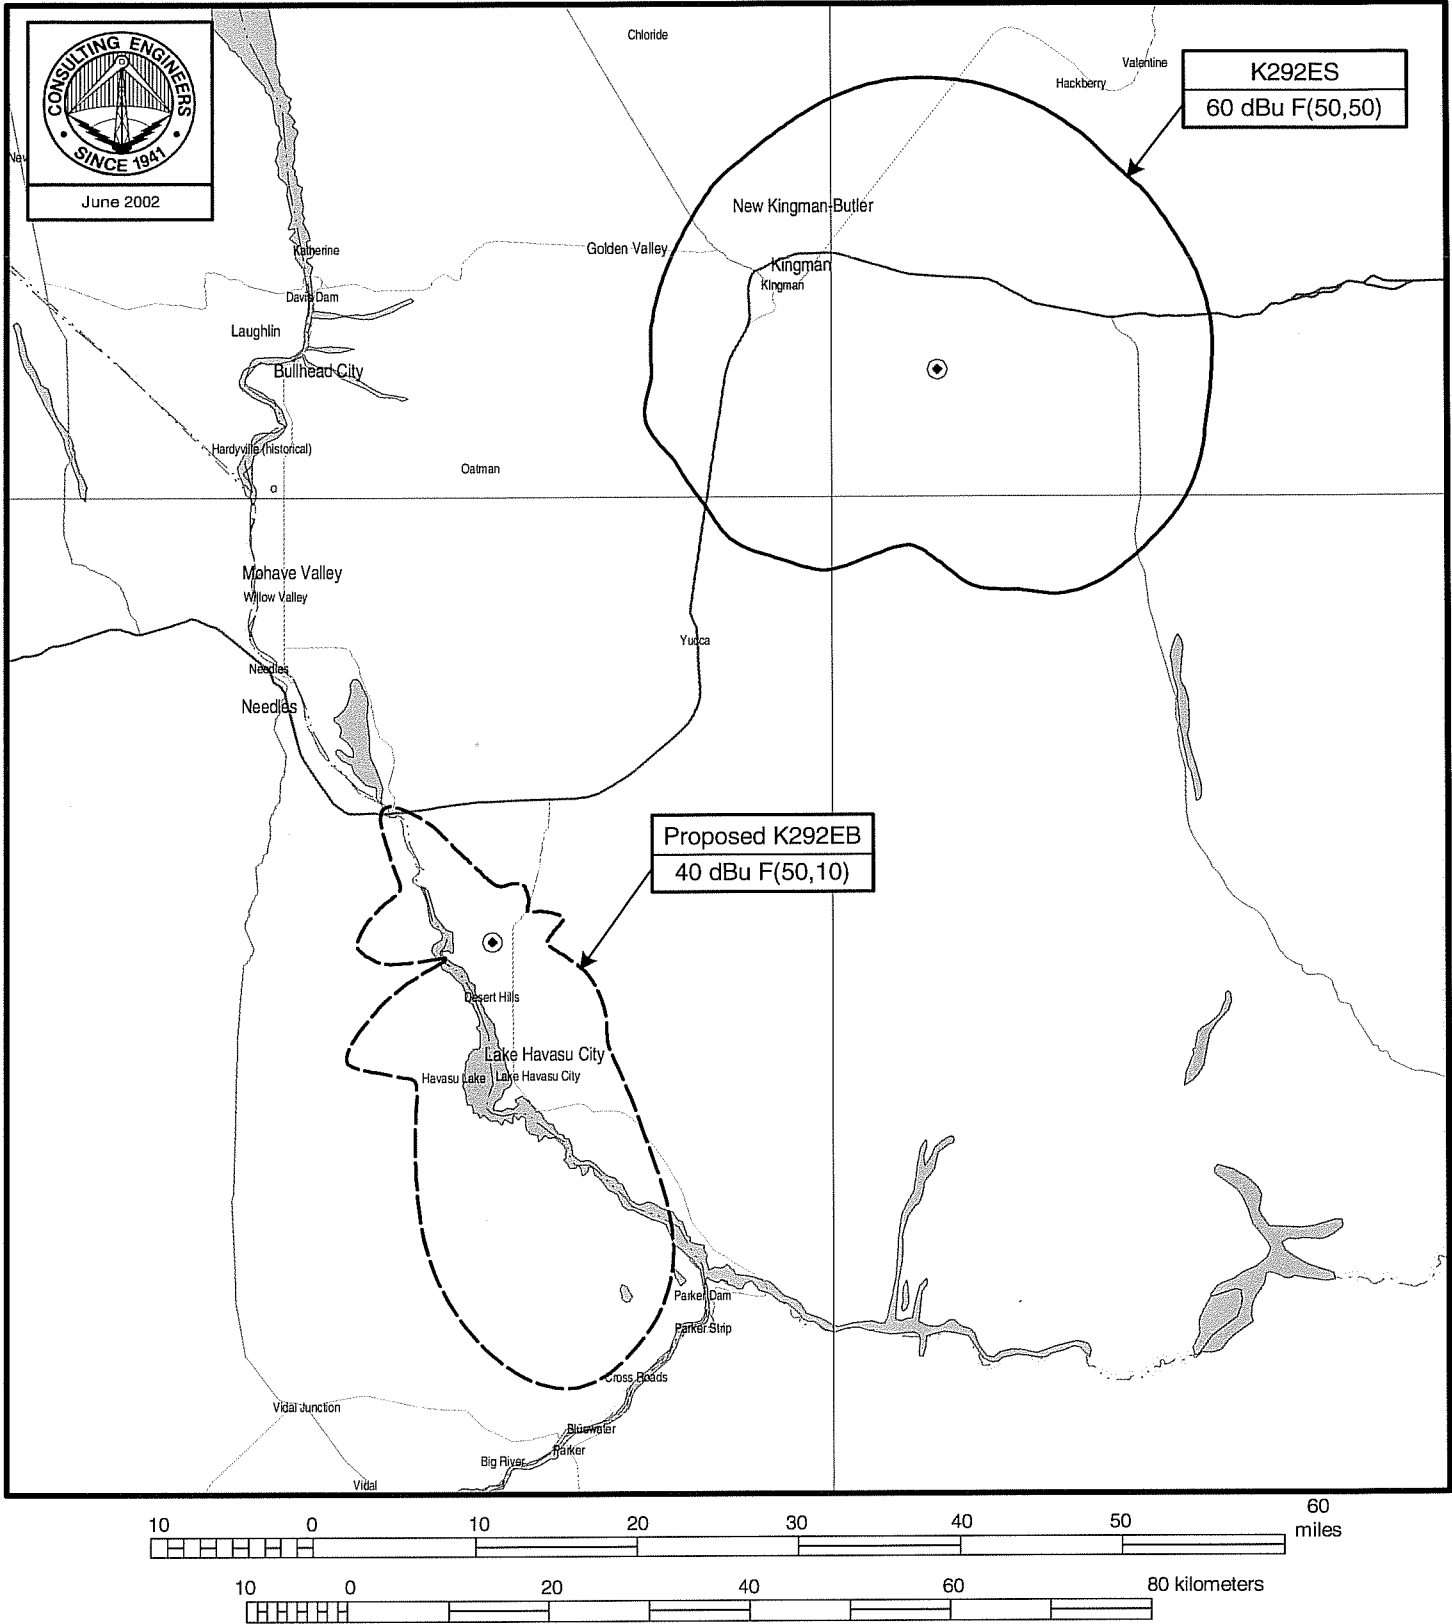 CONSULTING ENGINEERS
SINCE 1941
June 2002
Chloride
Valentine
Hackberry
K292ES
60 dBu F(50,50)
New Kingman-Butler
Katherine
Golden Valley
Kingman
Kingman
Davis Dam
Laughlin
Bullhead City
Hardyville (historical)
Oatman
Mohave Valley
Willow Valley
Yucca
Needles
Needles
Proposed K292EB
40 dBu F(50,10)
Desert Hills
Lake Havasu City
Havasu Lake
Lake Havasu City
Parker Dam
Parker Strip
Cross Roads
Vidal Junction
Bluewater
Parker
Big River
Vidal
10 0 10 20 30 40 50 60 miles
10 0 20 40 60 80 kilometers